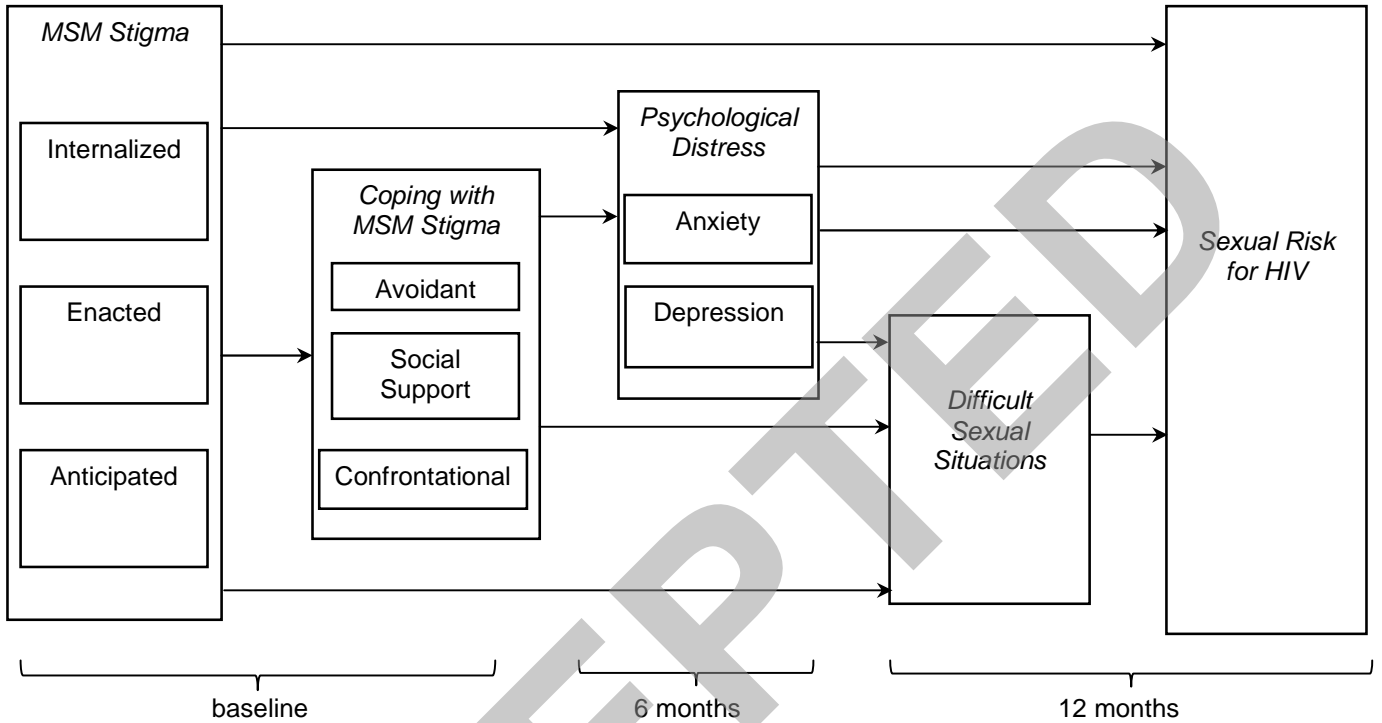 MSM Stigma
Internalized
Enacted
Anticipated
Coping with
MSM Stigma
Avoidant
Social
Support
Confrontational
Psychological
Distress
Anxiety
Depression
Difficult
Sexual
Situations
Sexual Risk
for HIV
baseline
6 months
12 months
EPTED